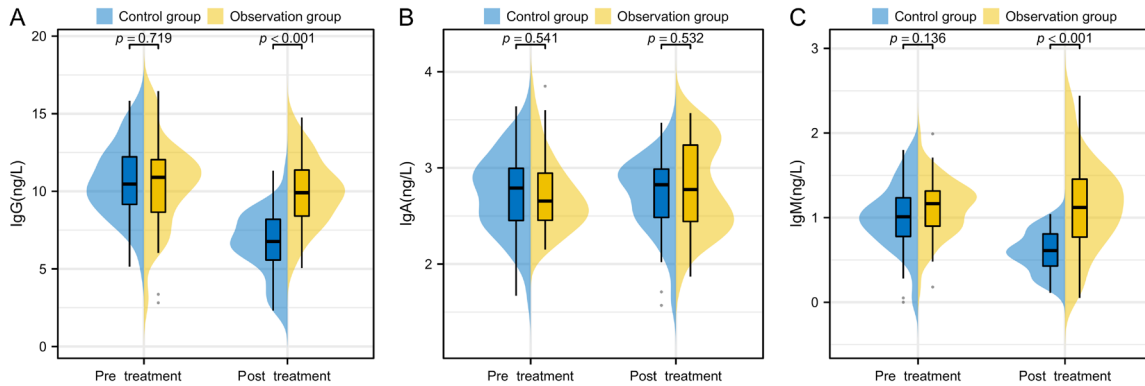 A
Control group Observation group
p = 0.719
p < 0.001
IgG(ng/L)
20
15
10
5
0
Pre treatment
Post treatment
B
Control group Observation group
p = 0.541
p = 0.532
IgA(ng/L)
4
3
2
Pre treatment
Post treatment
C
Control group Observation group
p = 0.136
p < 0.001
IgM(ng/L)
3
2
1
0
Pre treatment
Post treatment